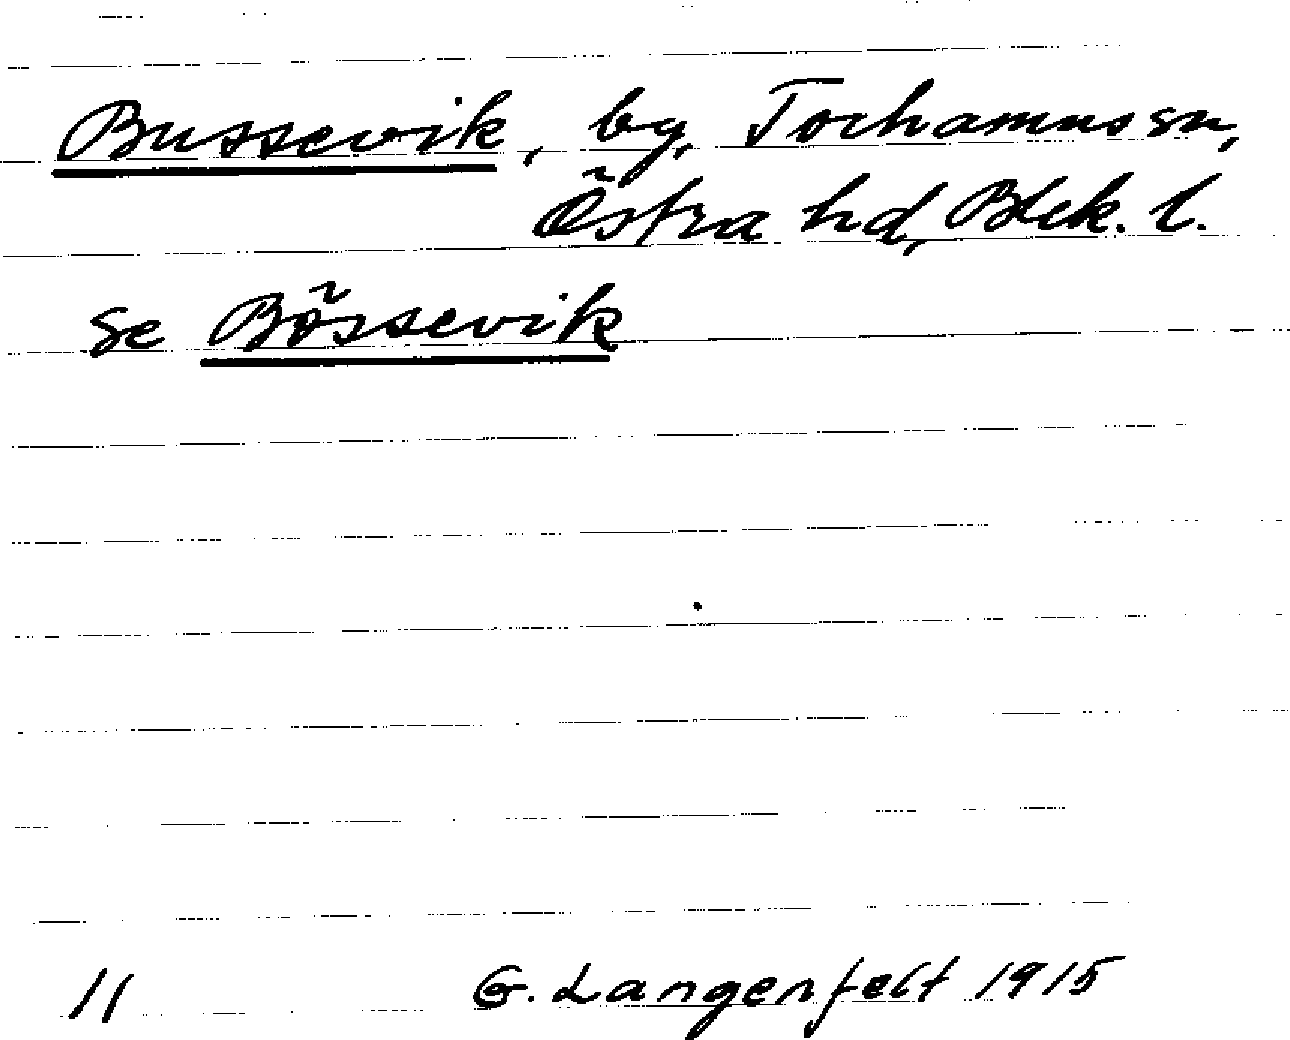 Bussevik, by, Torhamns sn,
Östra hd, Blek. l.
se Bössevik
11 G. Langenfelt 1915